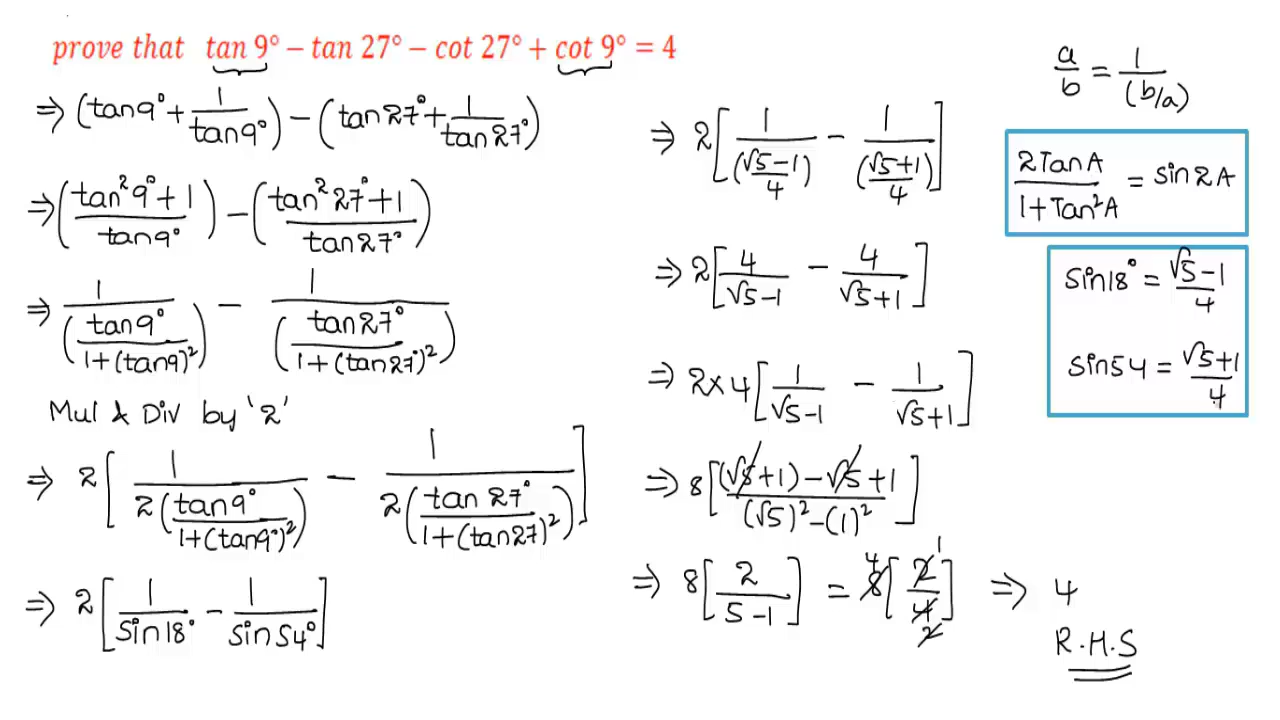 prove that tan 9° − tan 27° − cot 27° + cot 9° = 4
⇒ (tan9° + 1/tan9°) − (tan27° + 1/tan27°)
⇒ ((tan²9° + 1)/tan9°) − ((tan²27° + 1)/tan27°)
⇒ 1/(tan9°/(1+(tan9)²)) − 1/(tan27°/(1+(tan27°)²))
Mul & Div by '2'
⇒ 2[1/(2(tan9°/(1+(tan9°)²))) − 1/(2(tan27°/(1+(tan27)²)))]
⇒ 2[1/Sin18° − 1/Sin54°]
⇒ 2[1/((√5−1)/4) − 1/((√5+1)/4)]
⇒ 2[4/(√5−1) − 4/(√5+1)]
⇒ 2×4[1/(√5−1) − 1/(√5+1)]
⇒ 8[((√5+1) − √5 + 1)/((√5)² − (1)²)]
⇒ 8[2/(5−1)] = 4 8[2 1/4 2] ⇒ 4
R.H.S
a/b = 1/(b/a)
2TanA/(1+Tan²A) = Sin2A
Sin18° = (√5−1)/4
Sin54 = (√5+1)/4